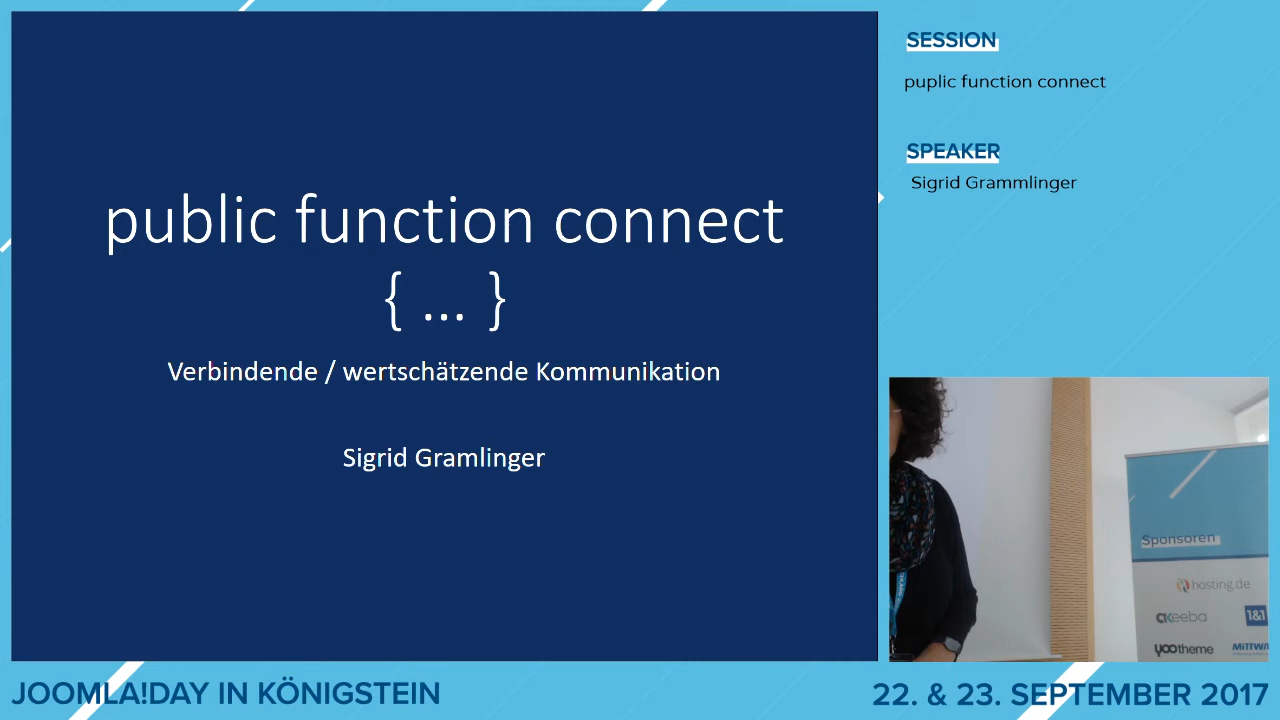 public function connect
{ ... }
Verbindende / wertschätzende Kommunikation
Sigrid Gramlinger
SESSION
puplic function connect
SPEAKER
Sigrid Grammlinger
Sponsoren
hosting.de
akeeba
1&1
yootheme
MITTWA
JOOMLA!DAY IN KÖNIGSTEIN
22. & 23. SEPTEMBER 2017